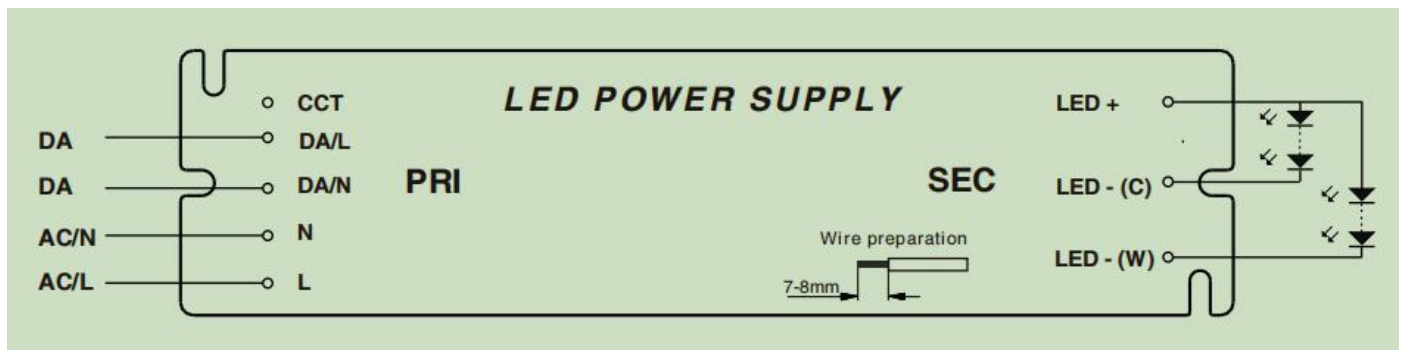 LED POWER SUPPLY
CCT
DA
DA/L
DA
DA/N
AC/N
N
AC/L
L
PRI
SEC
LED +
LED - (C)
LED - (W)
Wire preparation
7-8mm